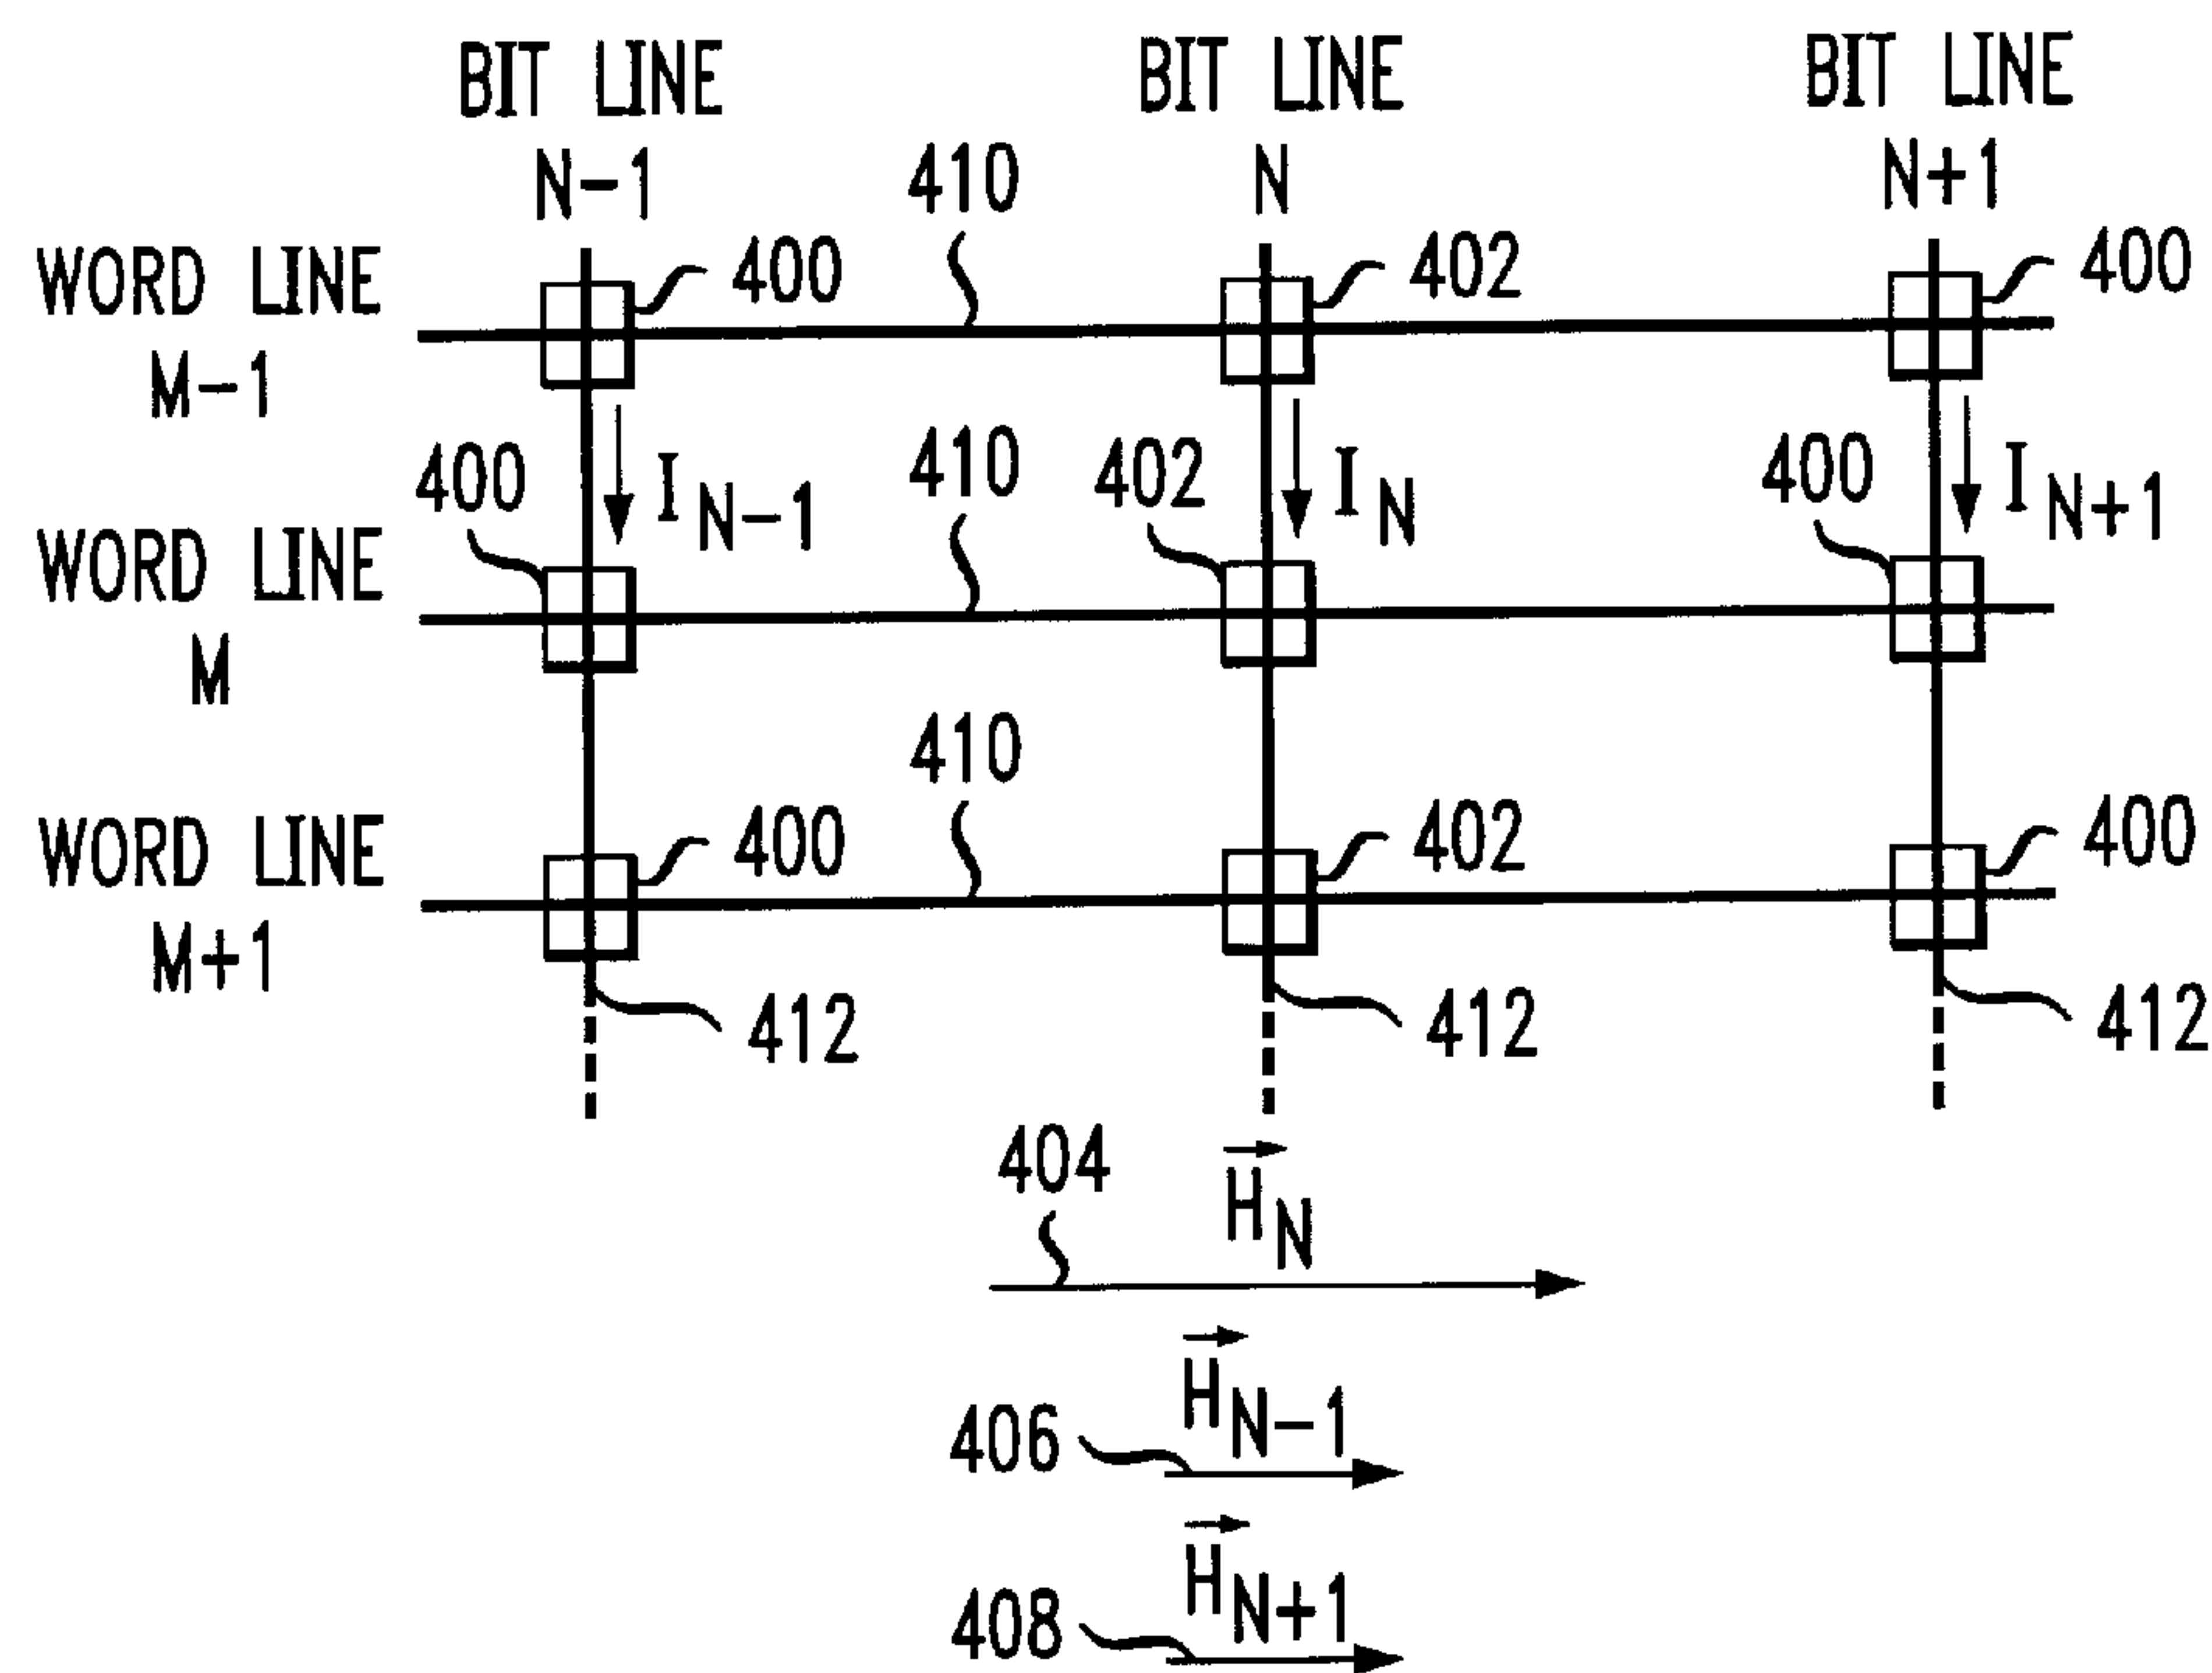 BIT LINE N-1
BIT LINE N
BIT LINE N+1
410
WORD LINE M-1
400
402
400
400
I N-1
410
402
I N
400
I N+1
WORD LINE M
410
WORD LINE M+1
400
402
400
412
412
412
404
H⃗ N
H⃗ N-1
406
H⃗ N+1
408